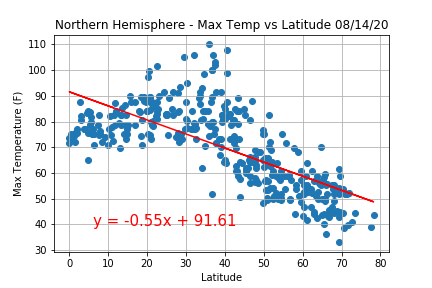 Northern Hemisphere - Max Temp vs Latitude 08/14/20
110
100
90
80
70
60
50
40
30
Max Temperature (F)
y = -0.55x + 91.61
0 10 20 30 40 50 60 70 80
Latitude